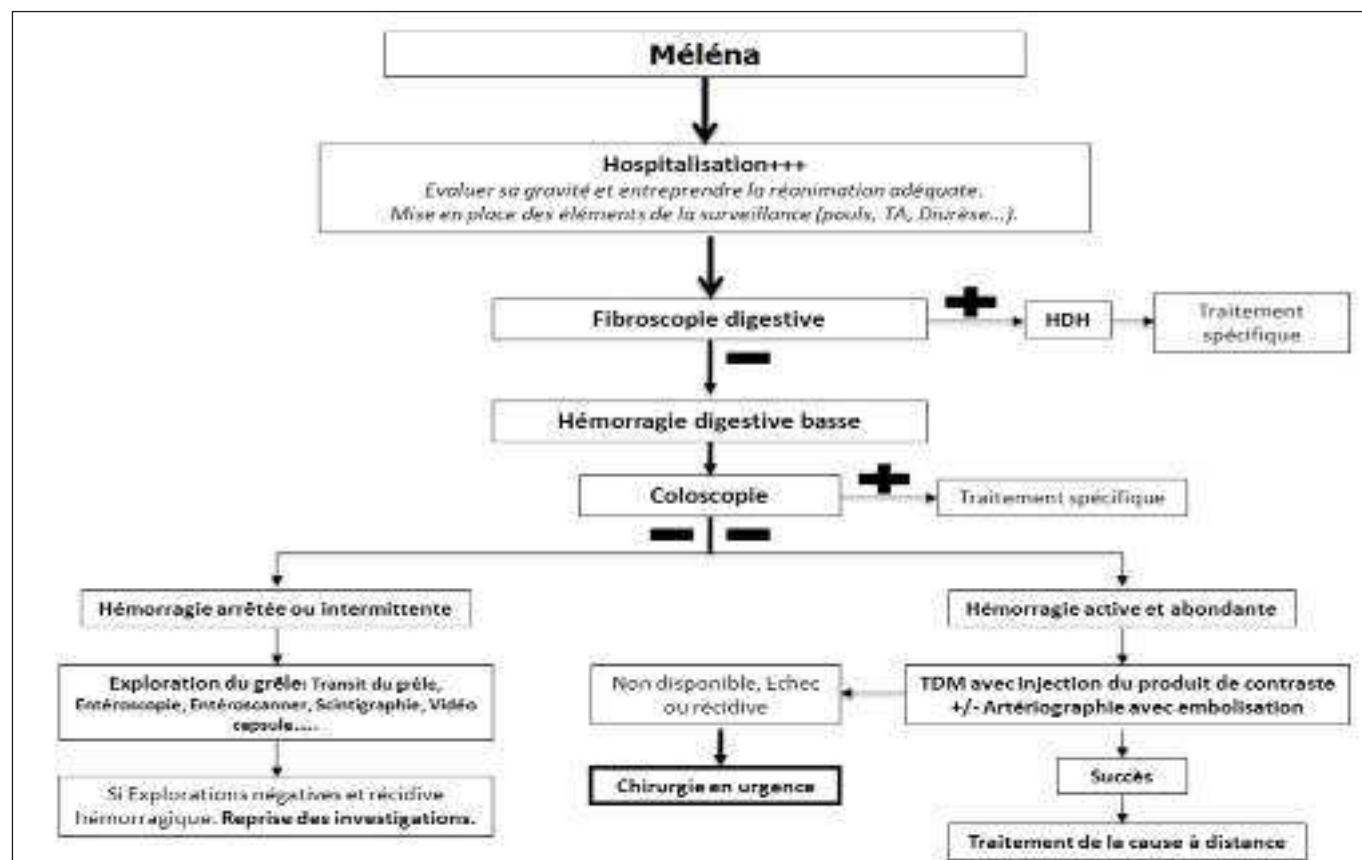 Méléna
Hospitalisation+++
Evaluer sa gravité et entreprendre la réanimation adéquate.
Mise en place des éléments de la surveillance (pouls, TA, Diurèse...).
Fibroscopie digestive
HDH
Traitement
spécifique
Hémorragie digestive basse
Coloscopie
Traitement spécifique
Hémorragie arrêtée ou intermittente
Hémorragie active et abondante
Exploration du grêle: Transit du grêle,
Entéroscopie, Entéroscanner, Scintigraphie, Vidéo
capsule.....
Non disponible, Echec
ou récidive
TDM avec injection du produit de contraste
+/- Artériographie avec embolisation
Si Explorations négatives et récidive
hémorragique. Reprise des investigations.
Chirurgie en urgence
Succès
Traitement de la cause à distance